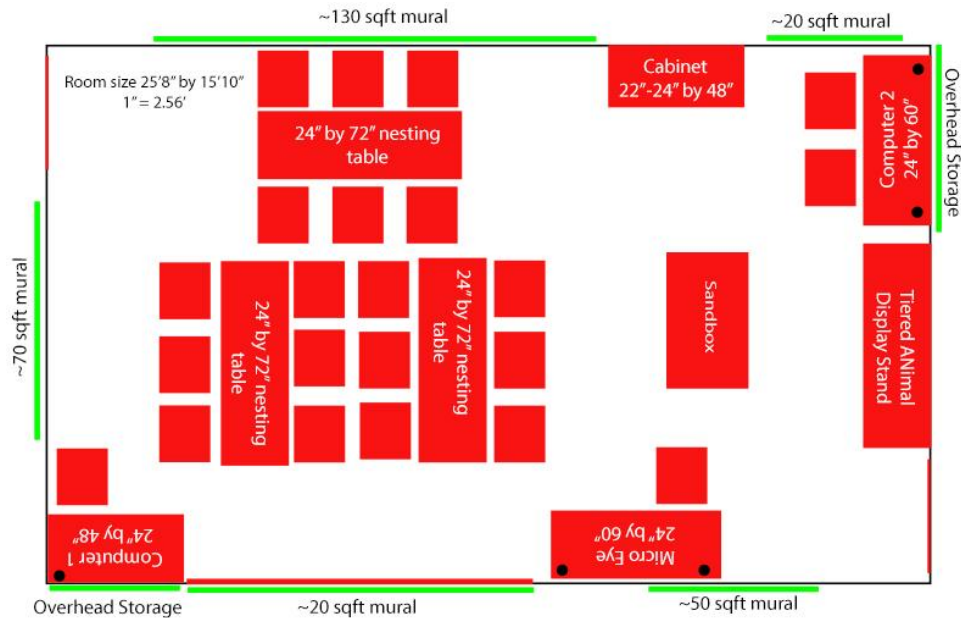 ~130 sqft mural
~20 sqft mural
Room size 25'8" by 15'10"
1" = 2.56'
Cabinet
22"-24" by 48"
24" by 72" nesting
table
Computer 2
24" by 60"
Overhead Storage
~70 sqft mural
24" by 72" nesting
table
24" by 72" nesting
table
Sandbox
Tiered ANimal
Display Stand
Computer 1
24" by 48"
Micro Eye
24" by 60"
Overhead Storage
~20 sqft mural
~50 sqft mural